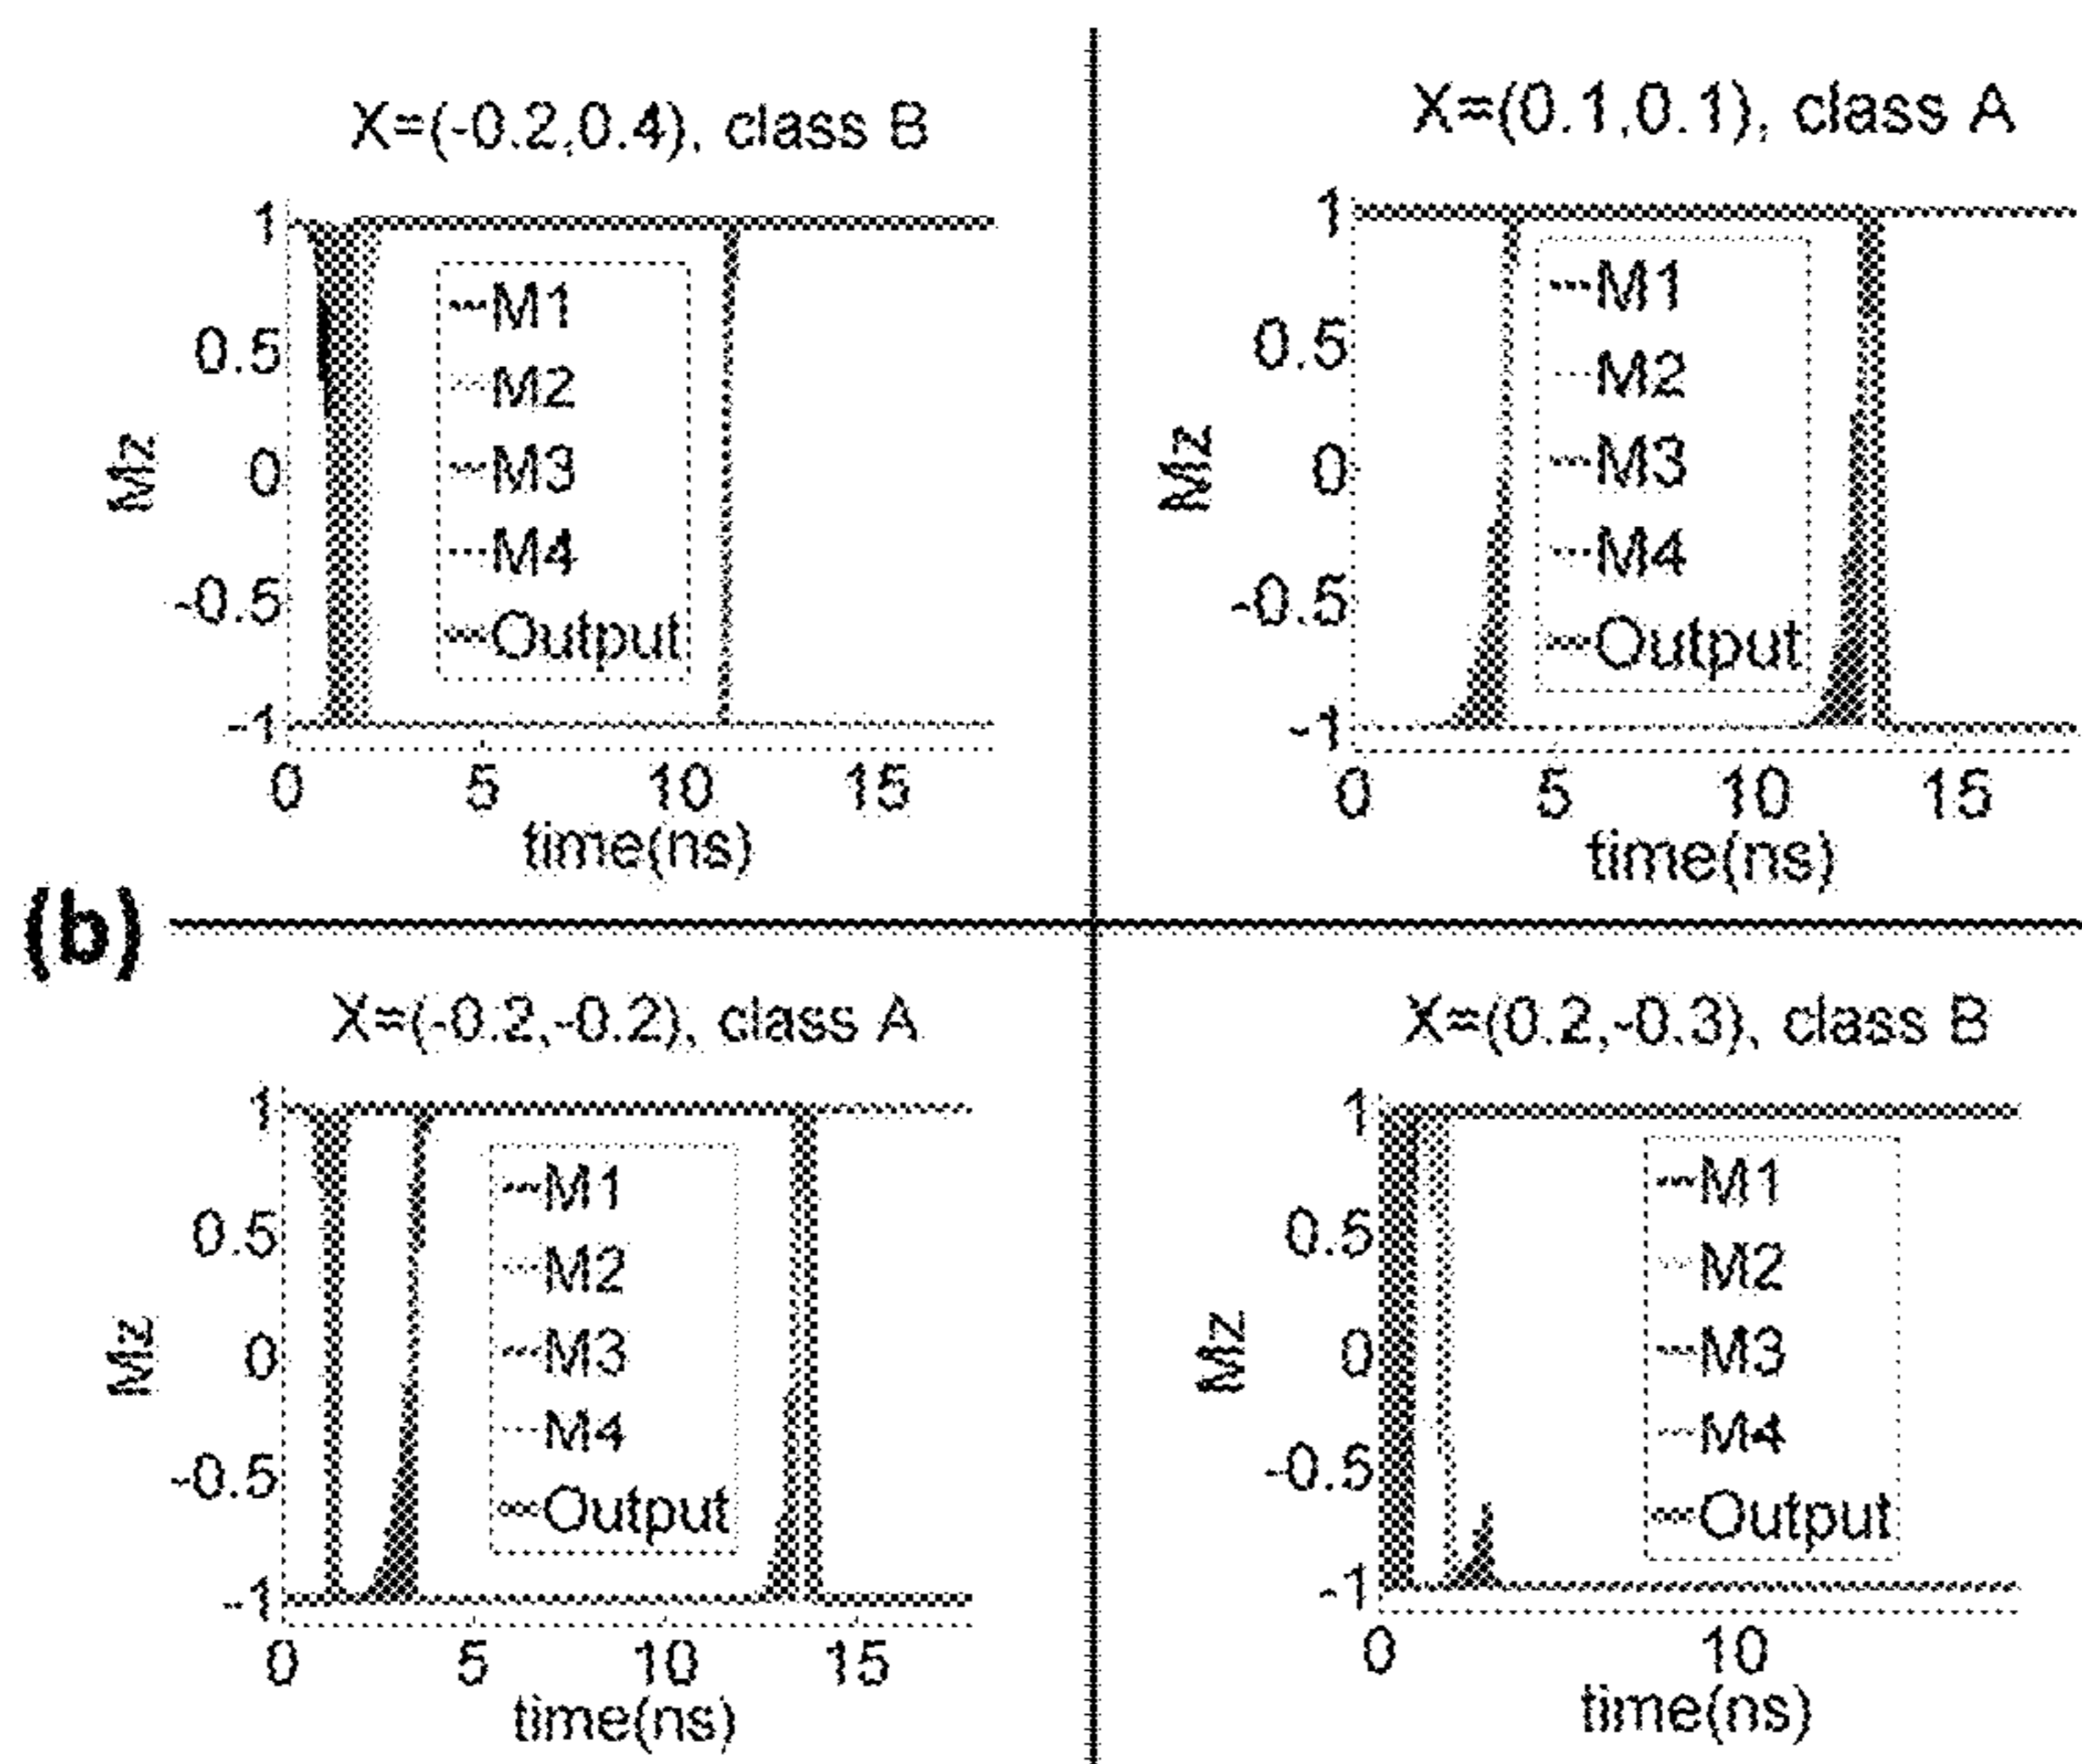 X=(-0.2,0.4), class B
1
0.5
0
-0.5
-1
Mz
M1
M2
M3
M4
Output
0 5 10 15
time(ns)
X=(0.1,0.1), class A
1
0.5
0
-0.5
-1
Mz
M1
M2
M3
M4
Output
0 5 10 15
time(ns)
(b)
X=(-0.2,-0.2), class A
1
0.5
0
-0.5
-1
Mz
M1
M2
M3
M4
Output
0 5 10 15
time(ns)
X=(0.2,-0.3), class B
1
0.5
0
-0.5
-1
Mz
M1
M2
M3
M4
Output
0 10
time(ns)